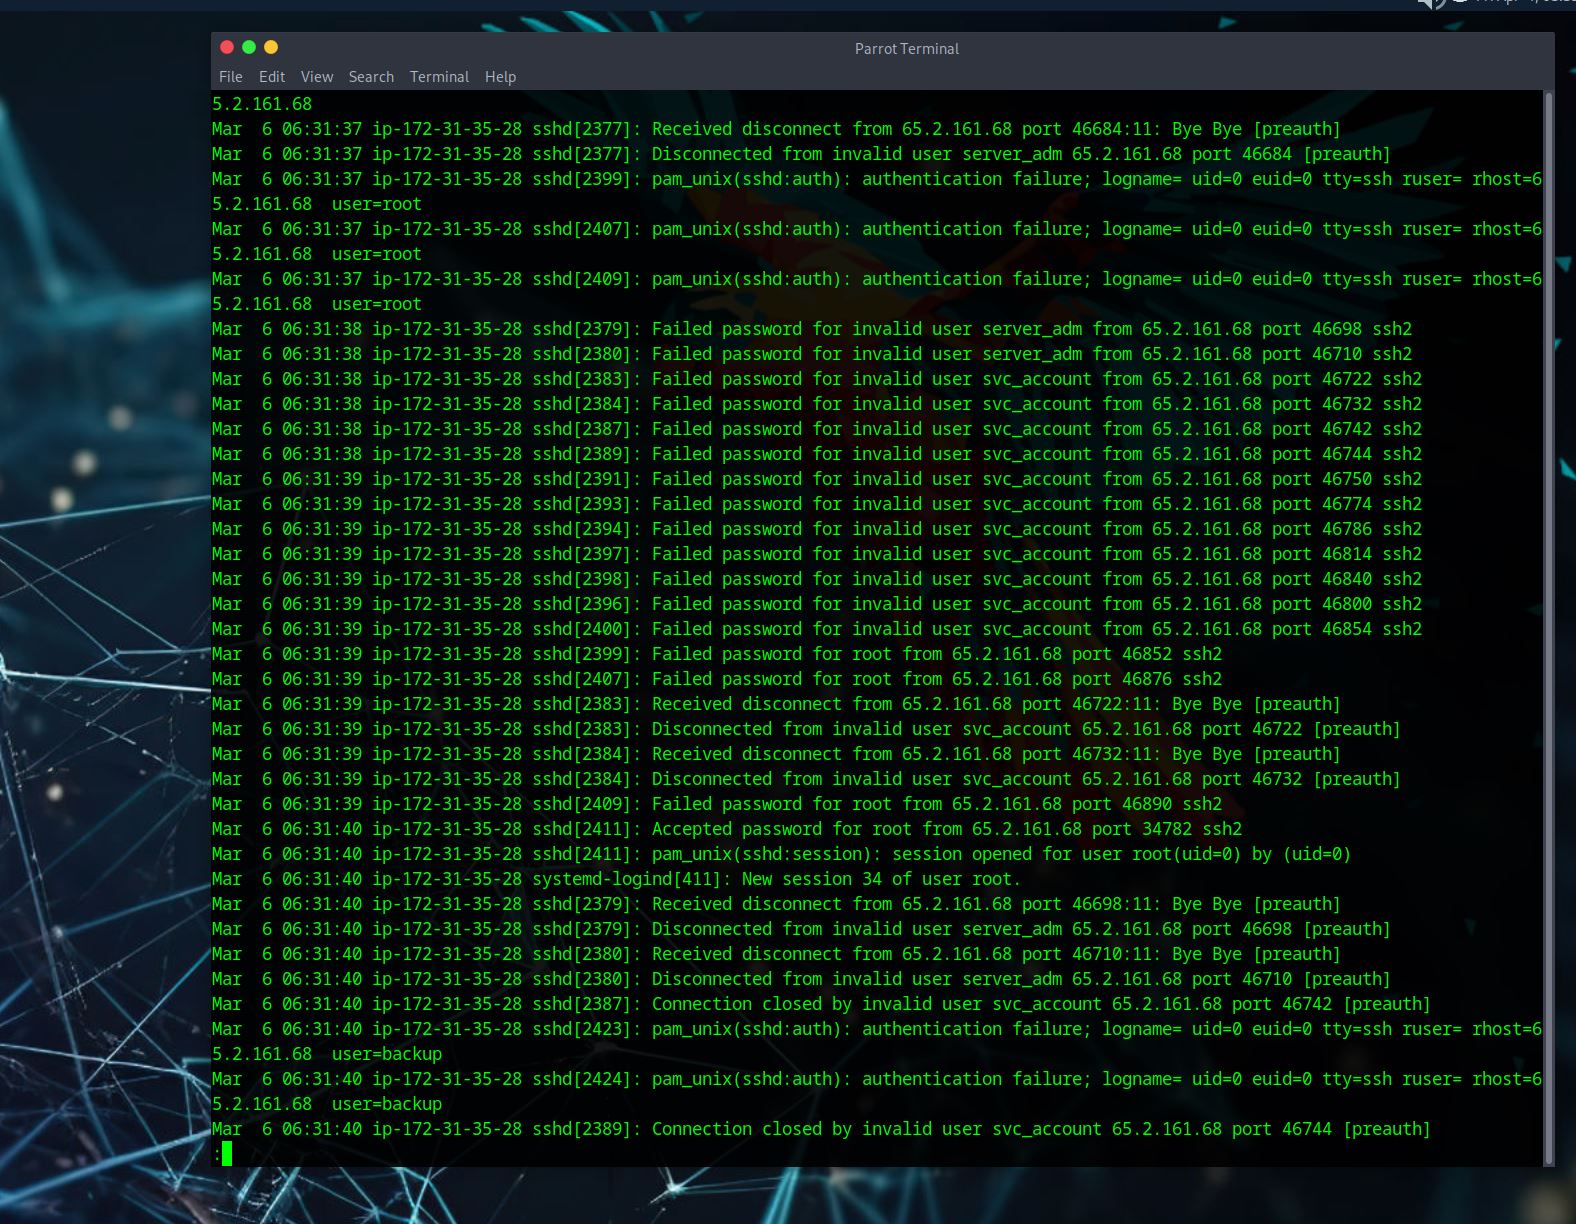 Parrot Terminal
File Edit View Search Terminal Help
5.2.161.68
Mar  6 06:31:37 ip-172-31-35-28 sshd[2377]: Received disconnect from 65.2.161.68 port 46684:11: Bye Bye [preauth]
Mar  6 06:31:37 ip-172-31-35-28 sshd[2377]: Disconnected from invalid user server_adm 65.2.161.68 port 46684 [preauth]
Mar  6 06:31:37 ip-172-31-35-28 sshd[2399]: pam_unix(sshd:auth): authentication failure; logname= uid=0 euid=0 tty=ssh ruser= rhost=6
5.2.161.68  user=root
Mar  6 06:31:37 ip-172-31-35-28 sshd[2407]: pam_unix(sshd:auth): authentication failure; logname= uid=0 euid=0 tty=ssh ruser= rhost=6
5.2.161.68  user=root
Mar  6 06:31:37 ip-172-31-35-28 sshd[2409]: pam_unix(sshd:auth): authentication failure; logname= uid=0 euid=0 tty=ssh ruser= rhost=6
5.2.161.68  user=root
Mar  6 06:31:38 ip-172-31-35-28 sshd[2379]: Failed password for invalid user server_adm from 65.2.161.68 port 46698 ssh2
Mar  6 06:31:38 ip-172-31-35-28 sshd[2380]: Failed password for invalid user server_adm from 65.2.161.68 port 46710 ssh2
Mar  6 06:31:38 ip-172-31-35-28 sshd[2383]: Failed password for invalid user svc_account from 65.2.161.68 port 46722 ssh2
Mar  6 06:31:38 ip-172-31-35-28 sshd[2384]: Failed password for invalid user svc_account from 65.2.161.68 port 46732 ssh2
Mar  6 06:31:38 ip-172-31-35-28 sshd[2387]: Failed password for invalid user svc_account from 65.2.161.68 port 46742 ssh2
Mar  6 06:31:38 ip-172-31-35-28 sshd[2389]: Failed password for invalid user svc_account from 65.2.161.68 port 46744 ssh2
Mar  6 06:31:39 ip-172-31-35-28 sshd[2391]: Failed password for invalid user svc_account from 65.2.161.68 port 46750 ssh2
Mar  6 06:31:39 ip-172-31-35-28 sshd[2393]: Failed password for invalid user svc_account from 65.2.161.68 port 46774 ssh2
Mar  6 06:31:39 ip-172-31-35-28 sshd[2394]: Failed password for invalid user svc_account from 65.2.161.68 port 46786 ssh2
Mar  6 06:31:39 ip-172-31-35-28 sshd[2397]: Failed password for invalid user svc_account from 65.2.161.68 port 46814 ssh2
Mar  6 06:31:39 ip-172-31-35-28 sshd[2398]: Failed password for invalid user svc_account from 65.2.161.68 port 46840 ssh2
Mar  6 06:31:39 ip-172-31-35-28 sshd[2396]: Failed password for invalid user svc_account from 65.2.161.68 port 46800 ssh2
Mar  6 06:31:39 ip-172-31-35-28 sshd[2400]: Failed password for invalid user svc_account from 65.2.161.68 port 46854 ssh2
Mar  6 06:31:39 ip-172-31-35-28 sshd[2399]: Failed password for root from 65.2.161.68 port 46852 ssh2
Mar  6 06:31:39 ip-172-31-35-28 sshd[2407]: Failed password for root from 65.2.161.68 port 46876 ssh2
Mar  6 06:31:39 ip-172-31-35-28 sshd[2383]: Received disconnect from 65.2.161.68 port 46722:11: Bye Bye [preauth]
Mar  6 06:31:39 ip-172-31-35-28 sshd[2383]: Disconnected from invalid user svc_account 65.2.161.68 port 46722 [preauth]
Mar  6 06:31:39 ip-172-31-35-28 sshd[2384]: Received disconnect from 65.2.161.68 port 46732:11: Bye Bye [preauth]
Mar  6 06:31:39 ip-172-31-35-28 sshd[2384]: Disconnected from invalid user svc_account 65.2.161.68 port 46732 [preauth]
Mar  6 06:31:39 ip-172-31-35-28 sshd[2409]: Failed password for root from 65.2.161.68 port 46890 ssh2
Mar  6 06:31:40 ip-172-31-35-28 sshd[2411]: Accepted password for root from 65.2.161.68 port 34782 ssh2
Mar  6 06:31:40 ip-172-31-35-28 sshd[2411]: pam_unix(sshd:session): session opened for user root(uid=0) by (uid=0)
Mar  6 06:31:40 ip-172-31-35-28 systemd-logind[411]: New session 34 of user root.
Mar  6 06:31:40 ip-172-31-35-28 sshd[2379]: Received disconnect from 65.2.161.68 port 46698:11: Bye Bye [preauth]
Mar  6 06:31:40 ip-172-31-35-28 sshd[2379]: Disconnected from invalid user server_adm 65.2.161.68 port 46698 [preauth]
Mar  6 06:31:40 ip-172-31-35-28 sshd[2380]: Received disconnect from 65.2.161.68 port 46710:11: Bye Bye [preauth]
Mar  6 06:31:40 ip-172-31-35-28 sshd[2380]: Disconnected from invalid user server_adm 65.2.161.68 port 46710 [preauth]
Mar  6 06:31:40 ip-172-31-35-28 sshd[2387]: Connection closed by invalid user svc_account 65.2.161.68 port 46742 [preauth]
Mar  6 06:31:40 ip-172-31-35-28 sshd[2423]: pam_unix(sshd:auth): authentication failure; logname= uid=0 euid=0 tty=ssh ruser= rhost=6
5.2.161.68  user=backup
Mar  6 06:31:40 ip-172-31-35-28 sshd[2424]: pam_unix(sshd:auth): authentication failure; logname= uid=0 euid=0 tty=ssh ruser= rhost=6
5.2.161.68  user=backup
Mar  6 06:31:40 ip-172-31-35-28 sshd[2389]: Connection closed by invalid user svc_account 65.2.161.68 port 46744 [preauth]
: